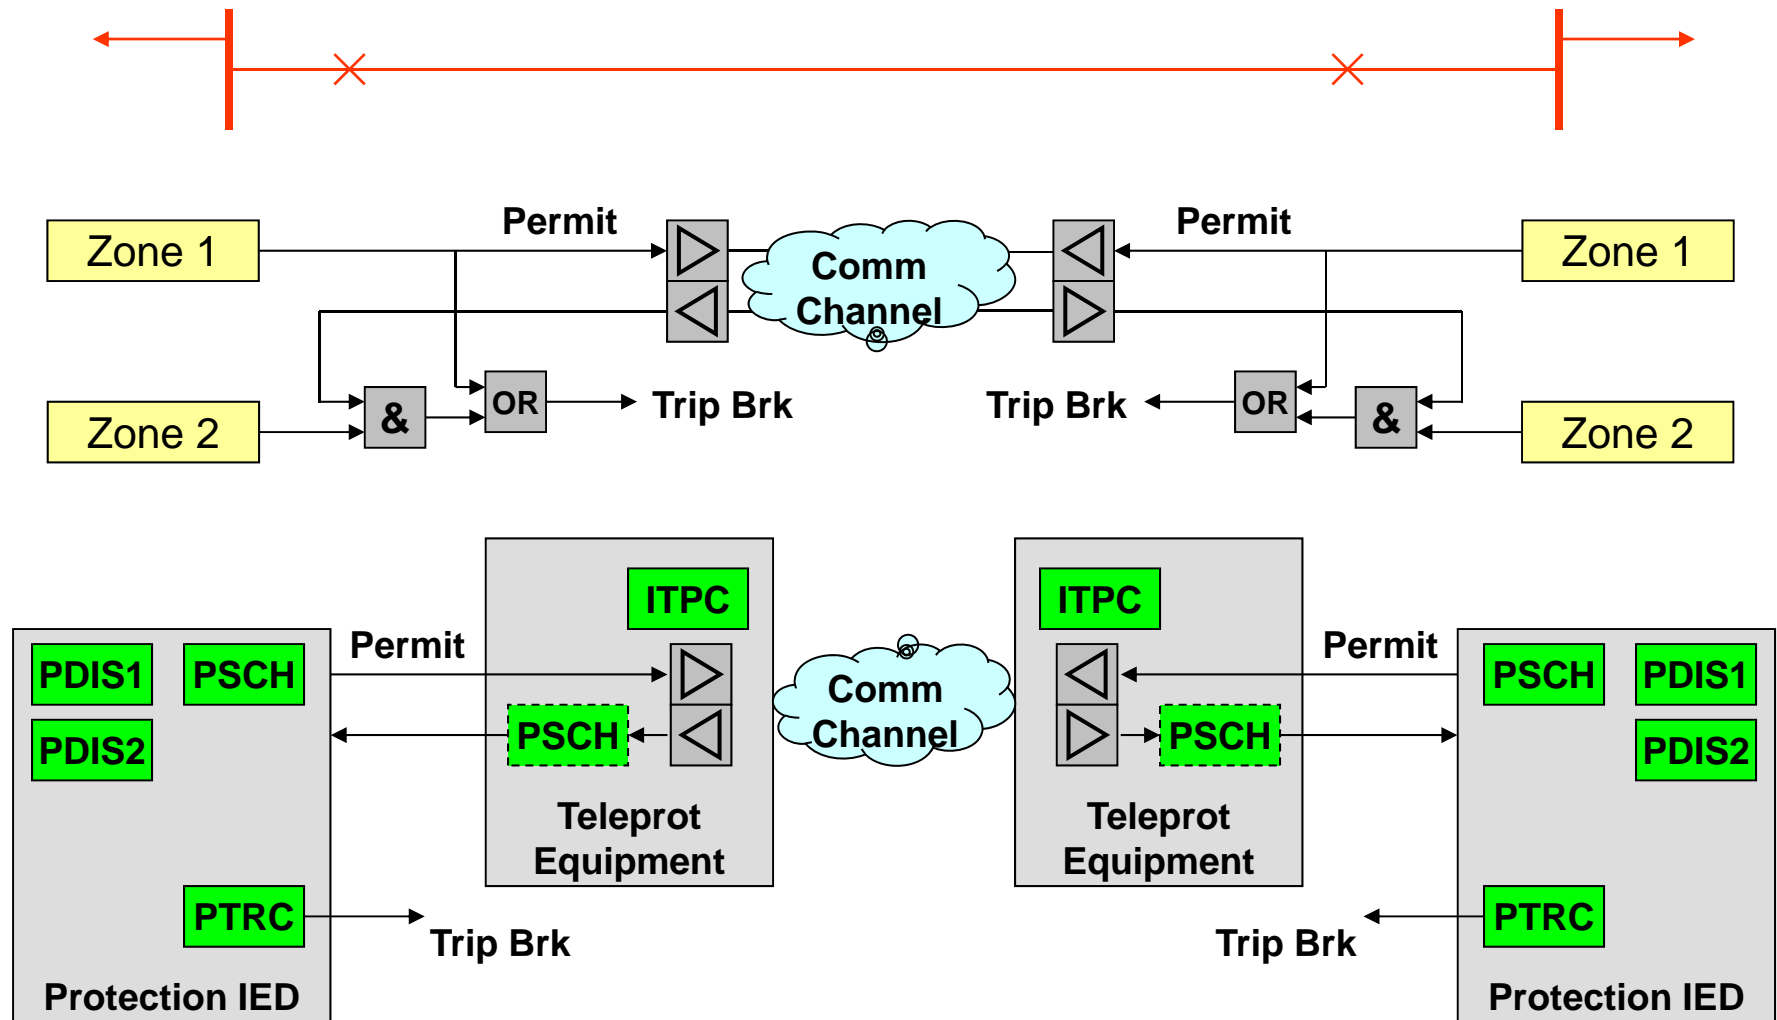 Permit
Permit
Zone 1
Comm
Channel
Zone 1
Zone 2
&
OR
Trip Brk
Trip Brk
OR
&
Zone 2
ITPC
ITPC
Permit
Permit
PDIS1
PSCH
PDIS2
PSCH
Comm
Channel
PSCH
PSCH
PDIS1
PDIS2
Teleprot
Equipment
Teleprot
Equipment
PTRC
Trip Brk
Trip Brk
PTRC
Protection IED
Protection IED